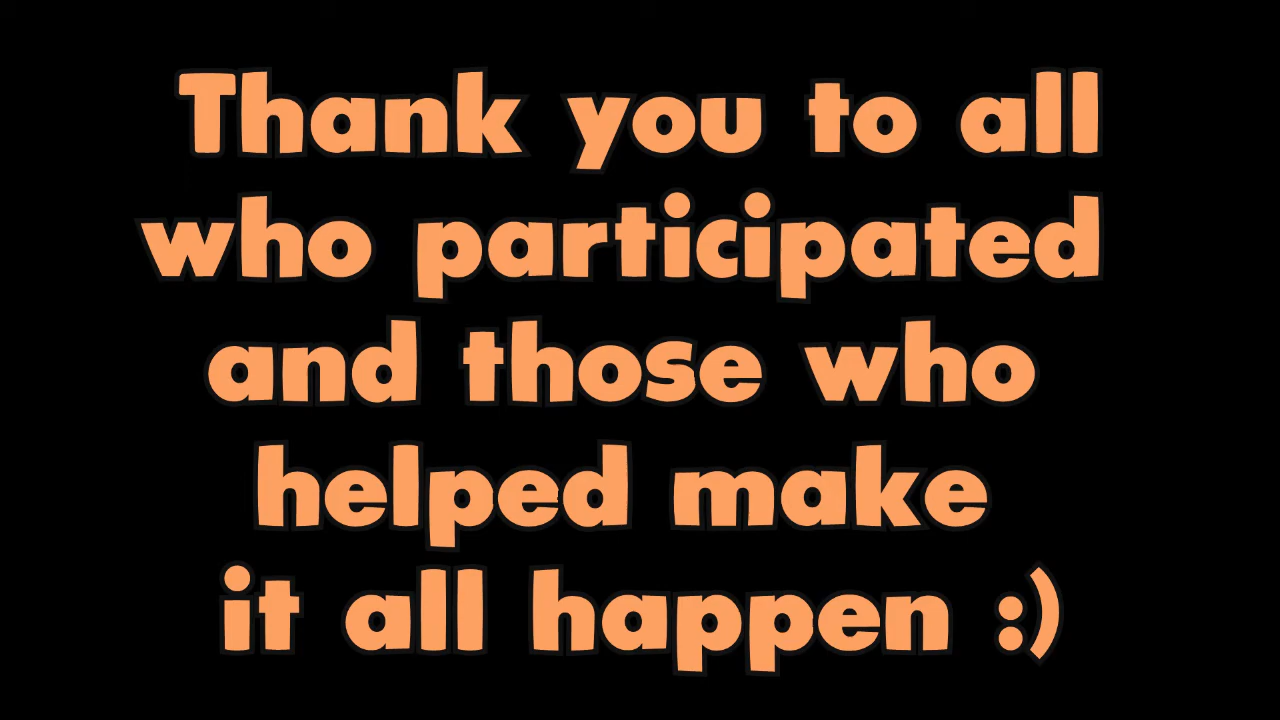 Thank you to all
who participated
and those who
helped make
it all happen :)